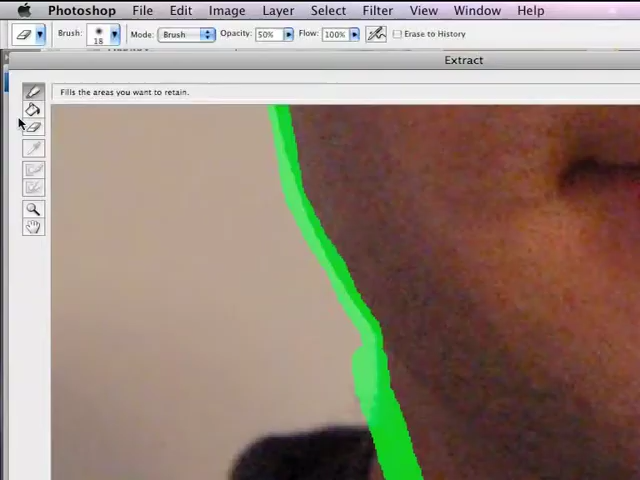 Photoshop File Edit Image Layer Select Filter View Window Help
Brush: 18 Mode: Brush Opacity: 50% Flow: 100% Erase to History
Extract
Fills the areas you want to retain.